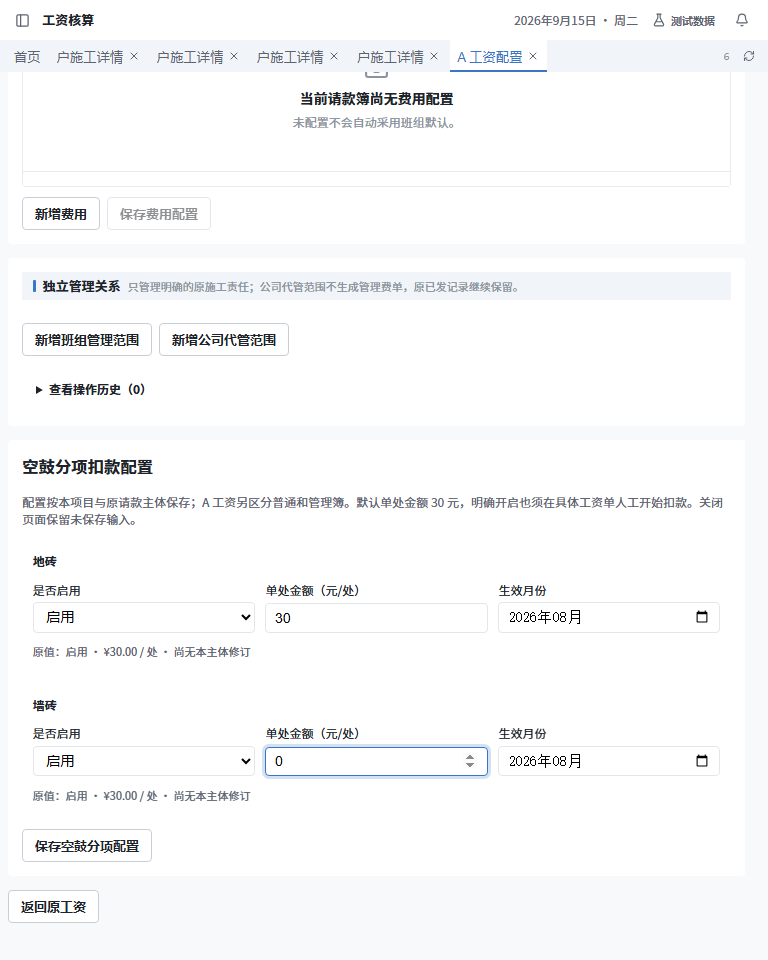 工资核算
2026年9月15日 · 周二 测试数据
首页 户施工详情 × 户施工详情 × 户施工详情 × 户施工详情 × A 工资配置 × 6
当前请款簿尚无费用配置
未配置不会自动采用班组默认。
新增费用 保存费用配置
独立管理关系 只管理明确的原施工责任；公司代管范围不生成管理费单，原已发记录继续保留。
新增班组管理范围 新增公司代管范围
▶ 查看操作历史（0）
空鼓分项扣款配置
配置按本项目与原请款主体保存；A 工资另区分普通和管理簿。默认单处金额 30 元，明确开启也须在具体工资单人工开始扣款。关闭
页面保留未保存输入。
地砖
是否启用 单处金额（元/处） 生效月份
启用 30 2026年08月
原值：启用 · ¥30.00 / 处 · 尚无本主体修订
墙砖
是否启用 单处金额（元/处） 生效月份
启用 0 2026年08月
原值：启用 · ¥30.00 / 处 · 尚无本主体修订
保存空鼓分项配置
返回原工资